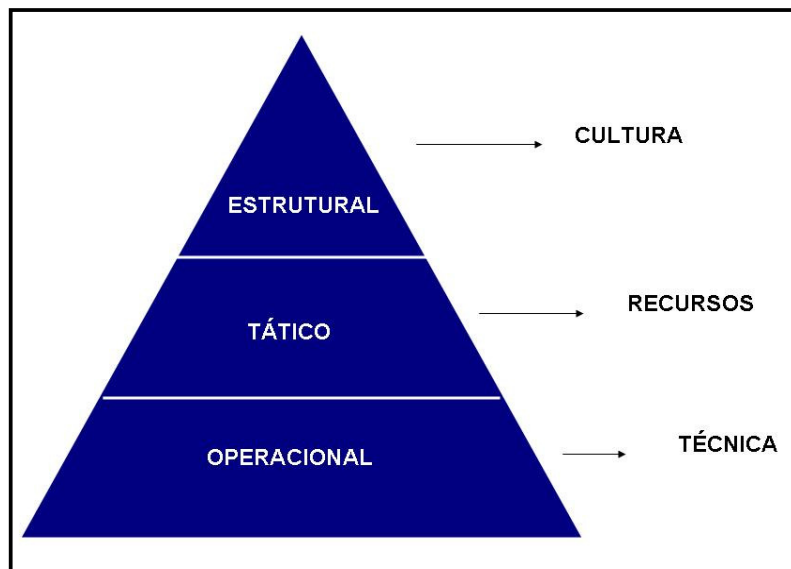 CULTURA
ESTRUTURAL
RECURSOS
TÁTICO
TÉCNICA
OPERACIONAL